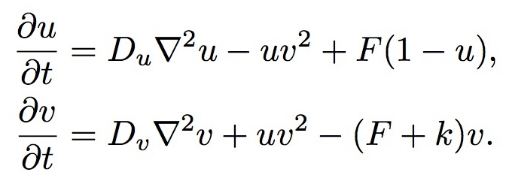 ∂u/∂t = D_u∇²u − uv² + F(1 − u),
∂v/∂t = D_v∇²v + uv² − (F + k)v.